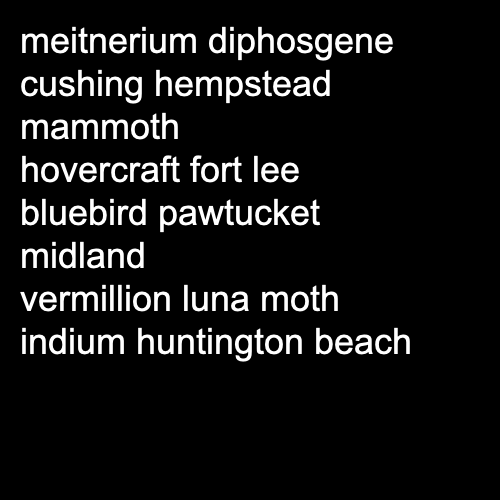 meitnerium diphosgene
cushing hempstead
mammoth
hovercraft fort lee
bluebird pawtucket
midland
vermillion luna moth
indium huntington beach